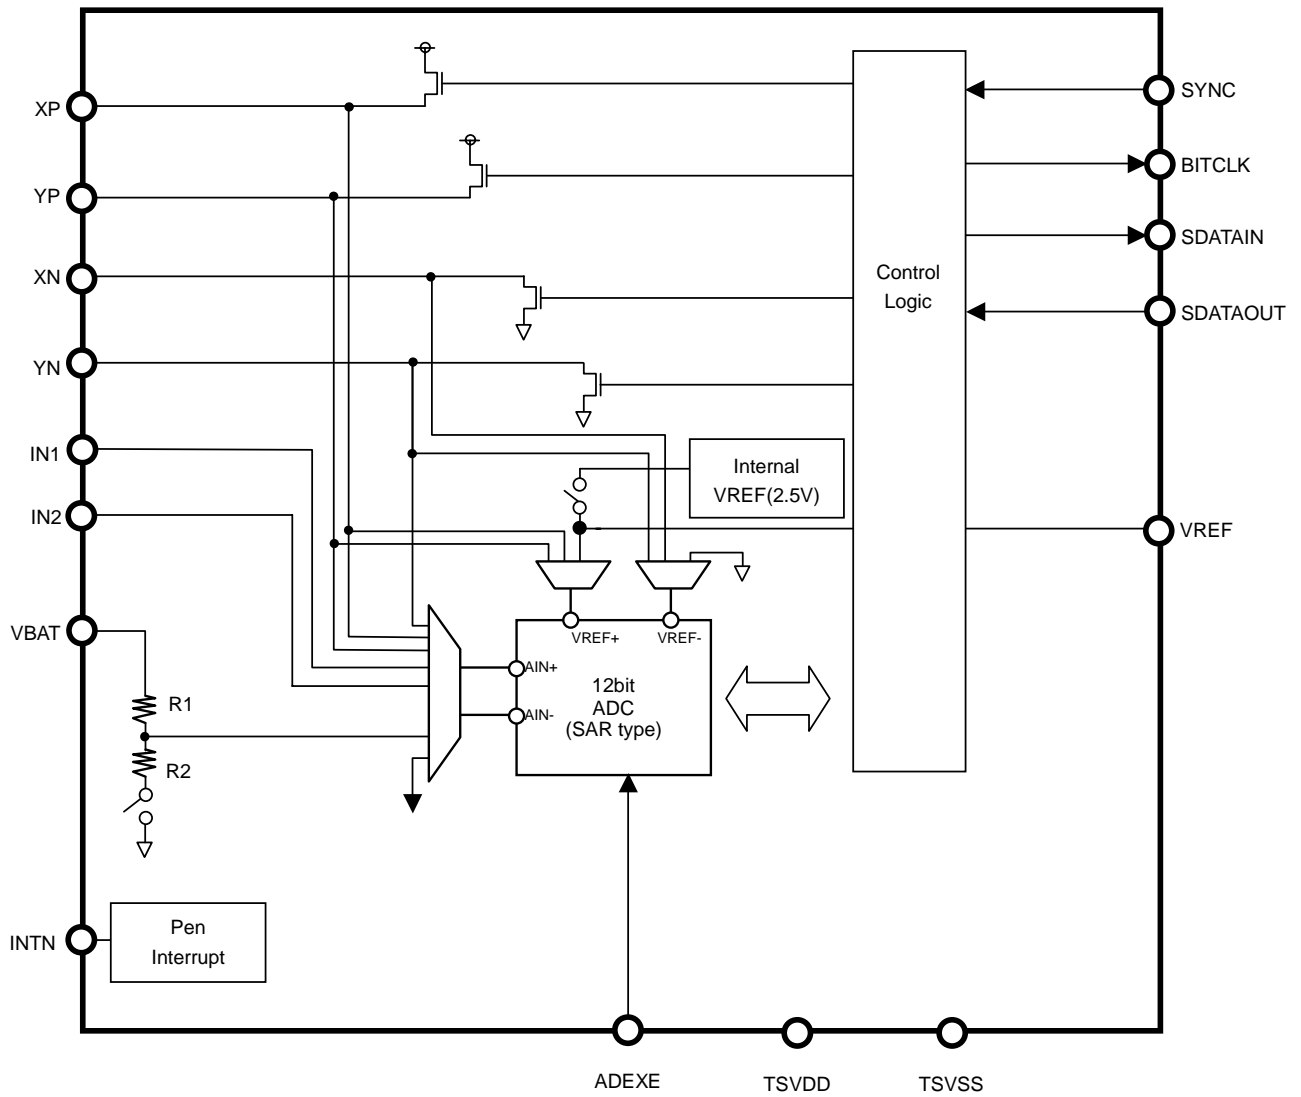 XP
SYNC
YP
BITCLK
XN
SDATAIN
Control
Logic
SDATAOUT
YN
IN1
Internal
VREF(2.5V)
IN2
VREF
VBAT
VREF+
VREF-
AIN+
12bit
ADC
(SAR type)
AIN-
R1
R2
Pen
Interrupt
INTN
ADEXE
TSVDD
TSVSS